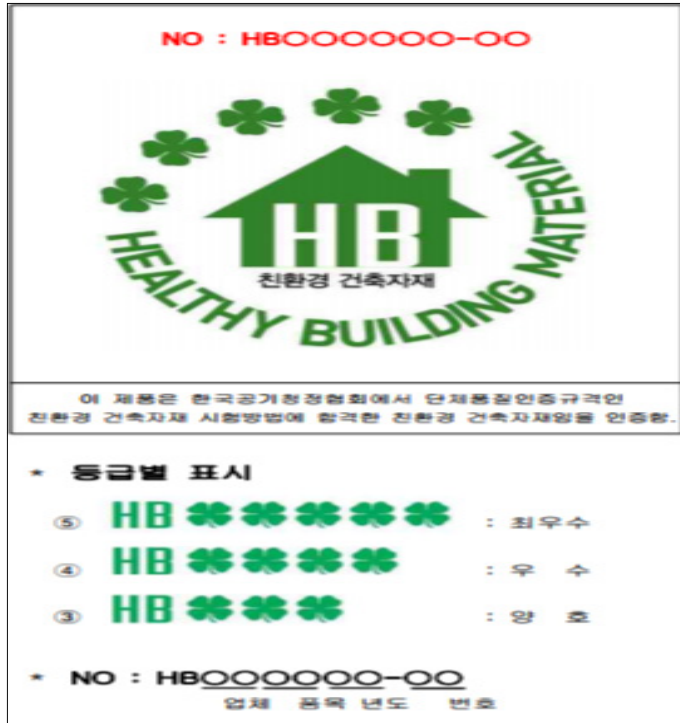 NO : HB○○○○○○-○○
HEALTHY BUILDING MATERIAL
HB
친환경 건축자재
이 제품은 한국공기청정협회에서 단체품질인증규격인
친환경 건축자재 시험방법에 합격한 친환경 건축자재임을 인증함.
* 등급별 표시
⑤ HB : 최우수
④ HB : 우 수
③ HB : 양 호
* NO : HB○○○○○○-○○
업체 품목 년도 번호